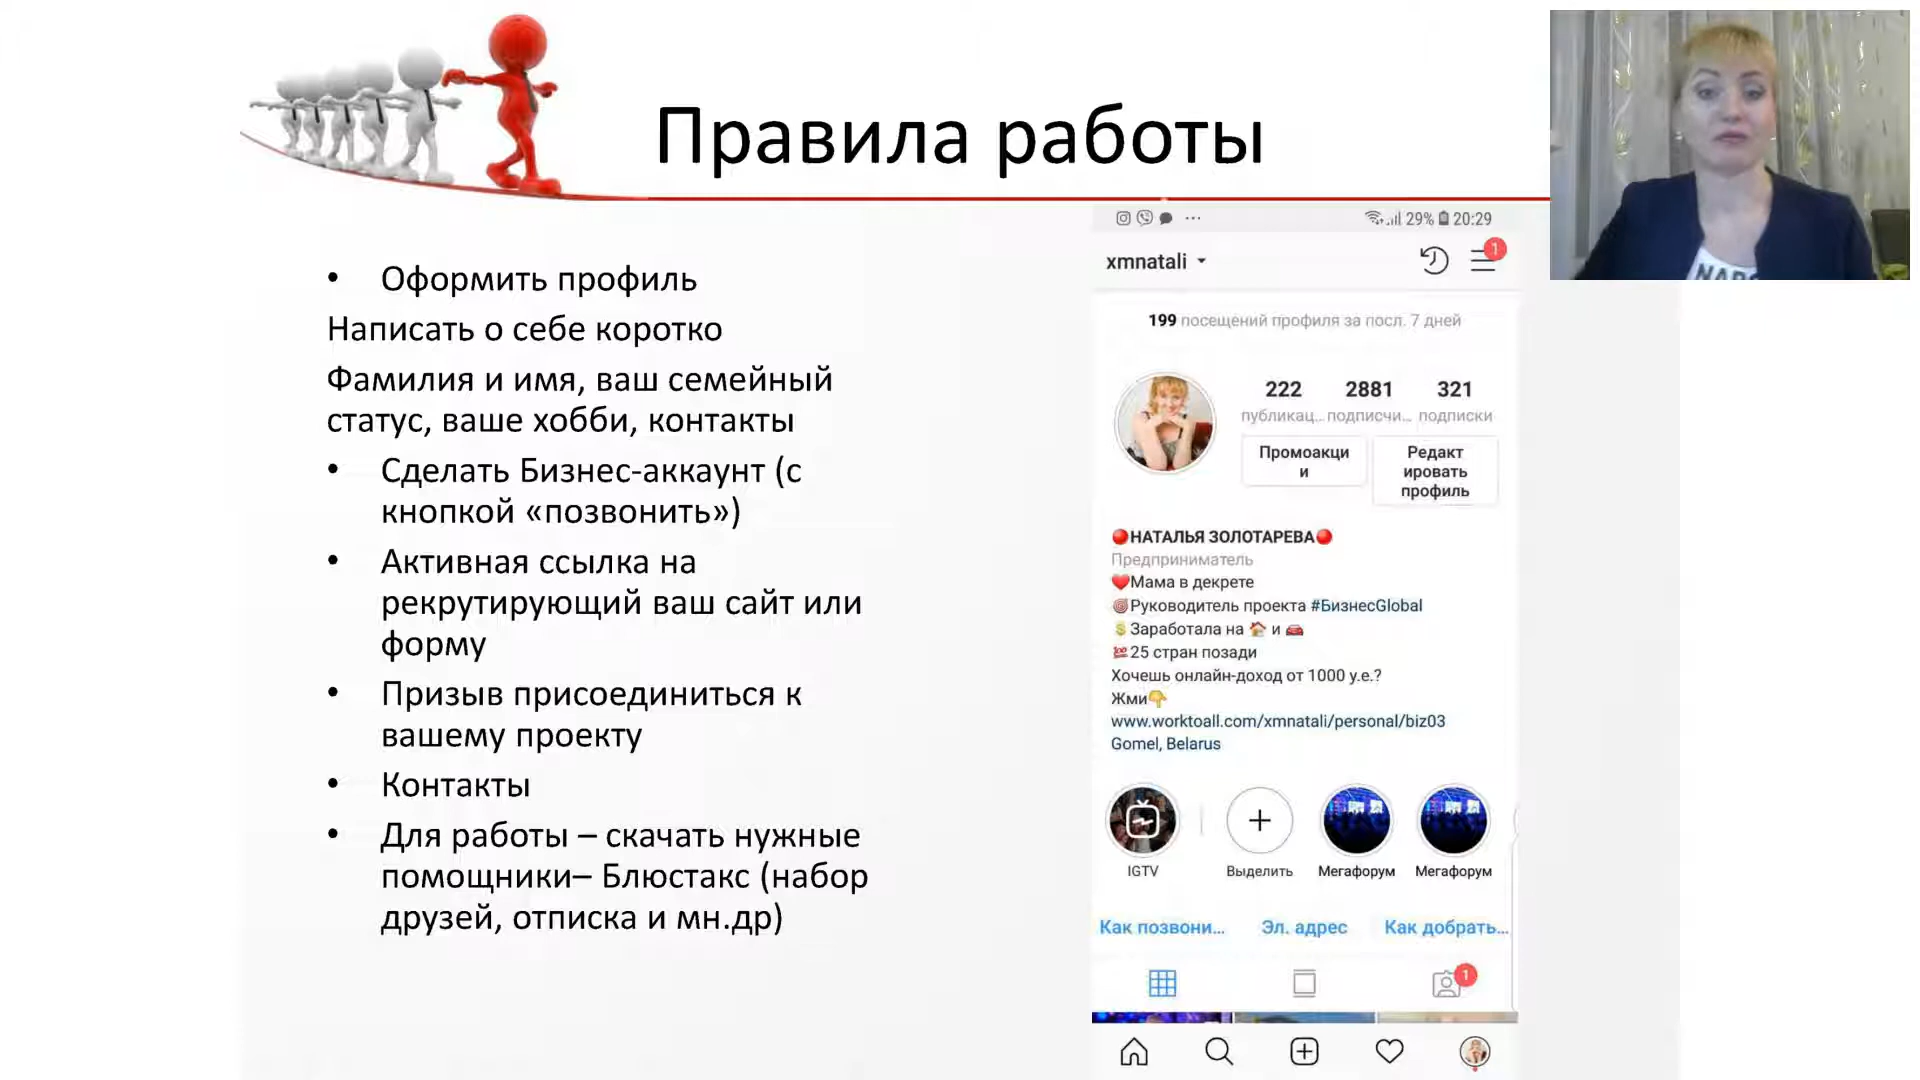 Правила работы
• Оформить профиль
Написать о себе коротко
Фамилия и имя, ваш семейный
статус, ваше хобби, контакты
• Сделать Бизнес-аккаунт (с
кнопкой «позвонить»)
• Активная ссылка на
рекрутирующий ваш сайт или
форму
• Призыв присоединиться к
вашему проекту
• Контакты
• Для работы – скачать нужные
помощники– Блюстакс (набор
друзей, отписка и мн.др)
29% 20:29
xmnatali
1
199 посещений профиля за посл. 7 дней
222 2881 321
публикац... подписчи... подписки
Промоакци
и
Редакт
ировать
профиль
НАТАЛЬЯ ЗОЛОТАРЕВА
Предприниматель
Мама в декрете
Руководитель проекта #БизнесGlobal
Заработала на и
25 стран позади
Хочешь онлайн-доход от 1000 у.е.?
Жми
www.worktoall.com/xmnatali/personal/biz03
Gomel, Belarus
IGTV Выделить Мегафорум Мегафорум
Как позвони... Эл. адрес Как добрать...
1